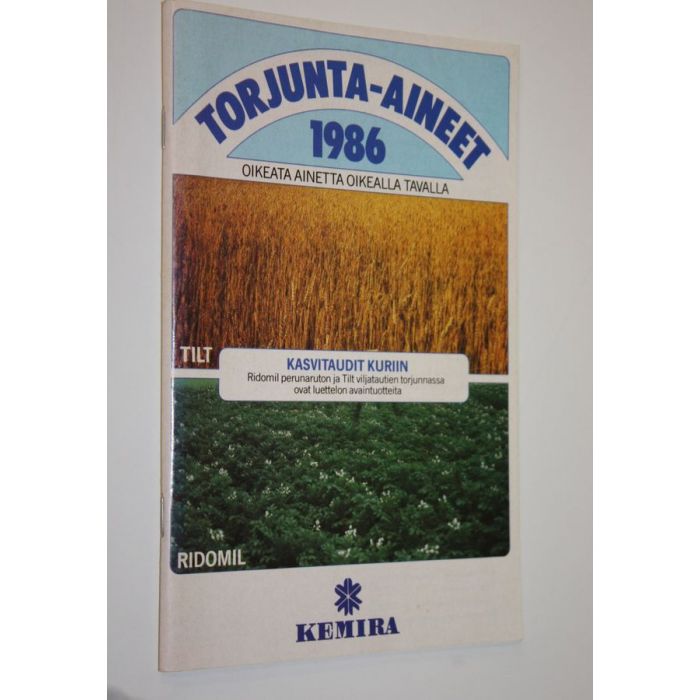 TORJUNTA-AINEET
1986
OIKEATA AINETTA OIKEALLA TAVALLA
TILT
KASVITAUDIT KURIIN
Ridomil perunaruton ja Tilt viljatautien torjunnassa
ovat luettelon avaintuotteita
RIDOMIL
KEMIRA